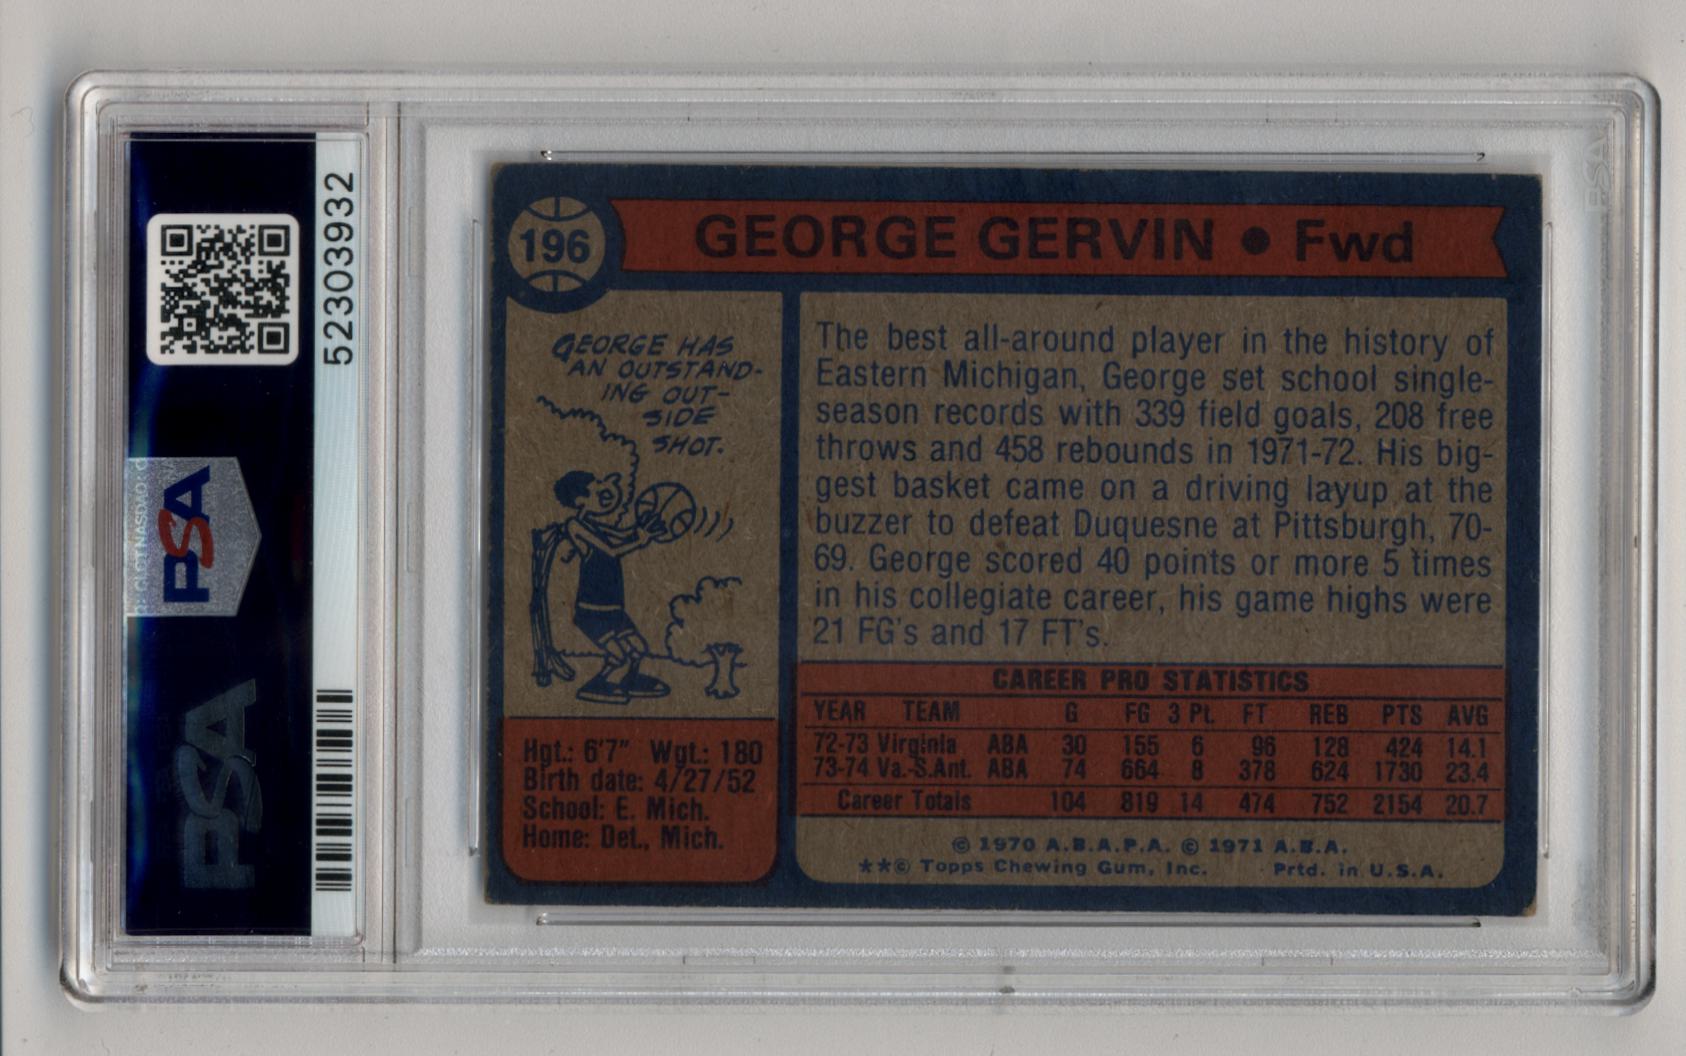 52303932
PSA
PSA
196
GEORGE GERVIN • Fwd
GEORGE HAS
AN OUTSTAND-
ING OUT-
SIDE
SHOT.
Hgt.: 6'7" Wgt.: 180
Birth date: 4/27/52
School: E. Mich.
Home: Det., Mich.
The best all-around player in the history of
Eastern Michigan, George set school single-
season records with 339 field goals, 208 free
throws and 458 rebounds in 1971-72. His big-
gest basket came on a driving layup at the
buzzer to defeat Duquesne at Pittsburgh, 70-
69. George scored 40 points or more 5 times
in his collegiate career, his game highs were
21 FG's and 17 FT's.
CAREER PRO STATISTICS
YEAR TEAM G FG 3 Pt. FT REB PTS AVG
72-73 Virginia ABA 30 155 6 96 128 424 14.1
73-74 Va.-S.Ant. ABA 74 664 8 378 624 1730 23.4
Career Totals 104 819 14 474 752 2154 20.7
© 1970 A.B.A.P.A. © 1971 A.B.A.
**© Topps Chewing Gum, Inc. Prtd. in U.S.A.
PSA